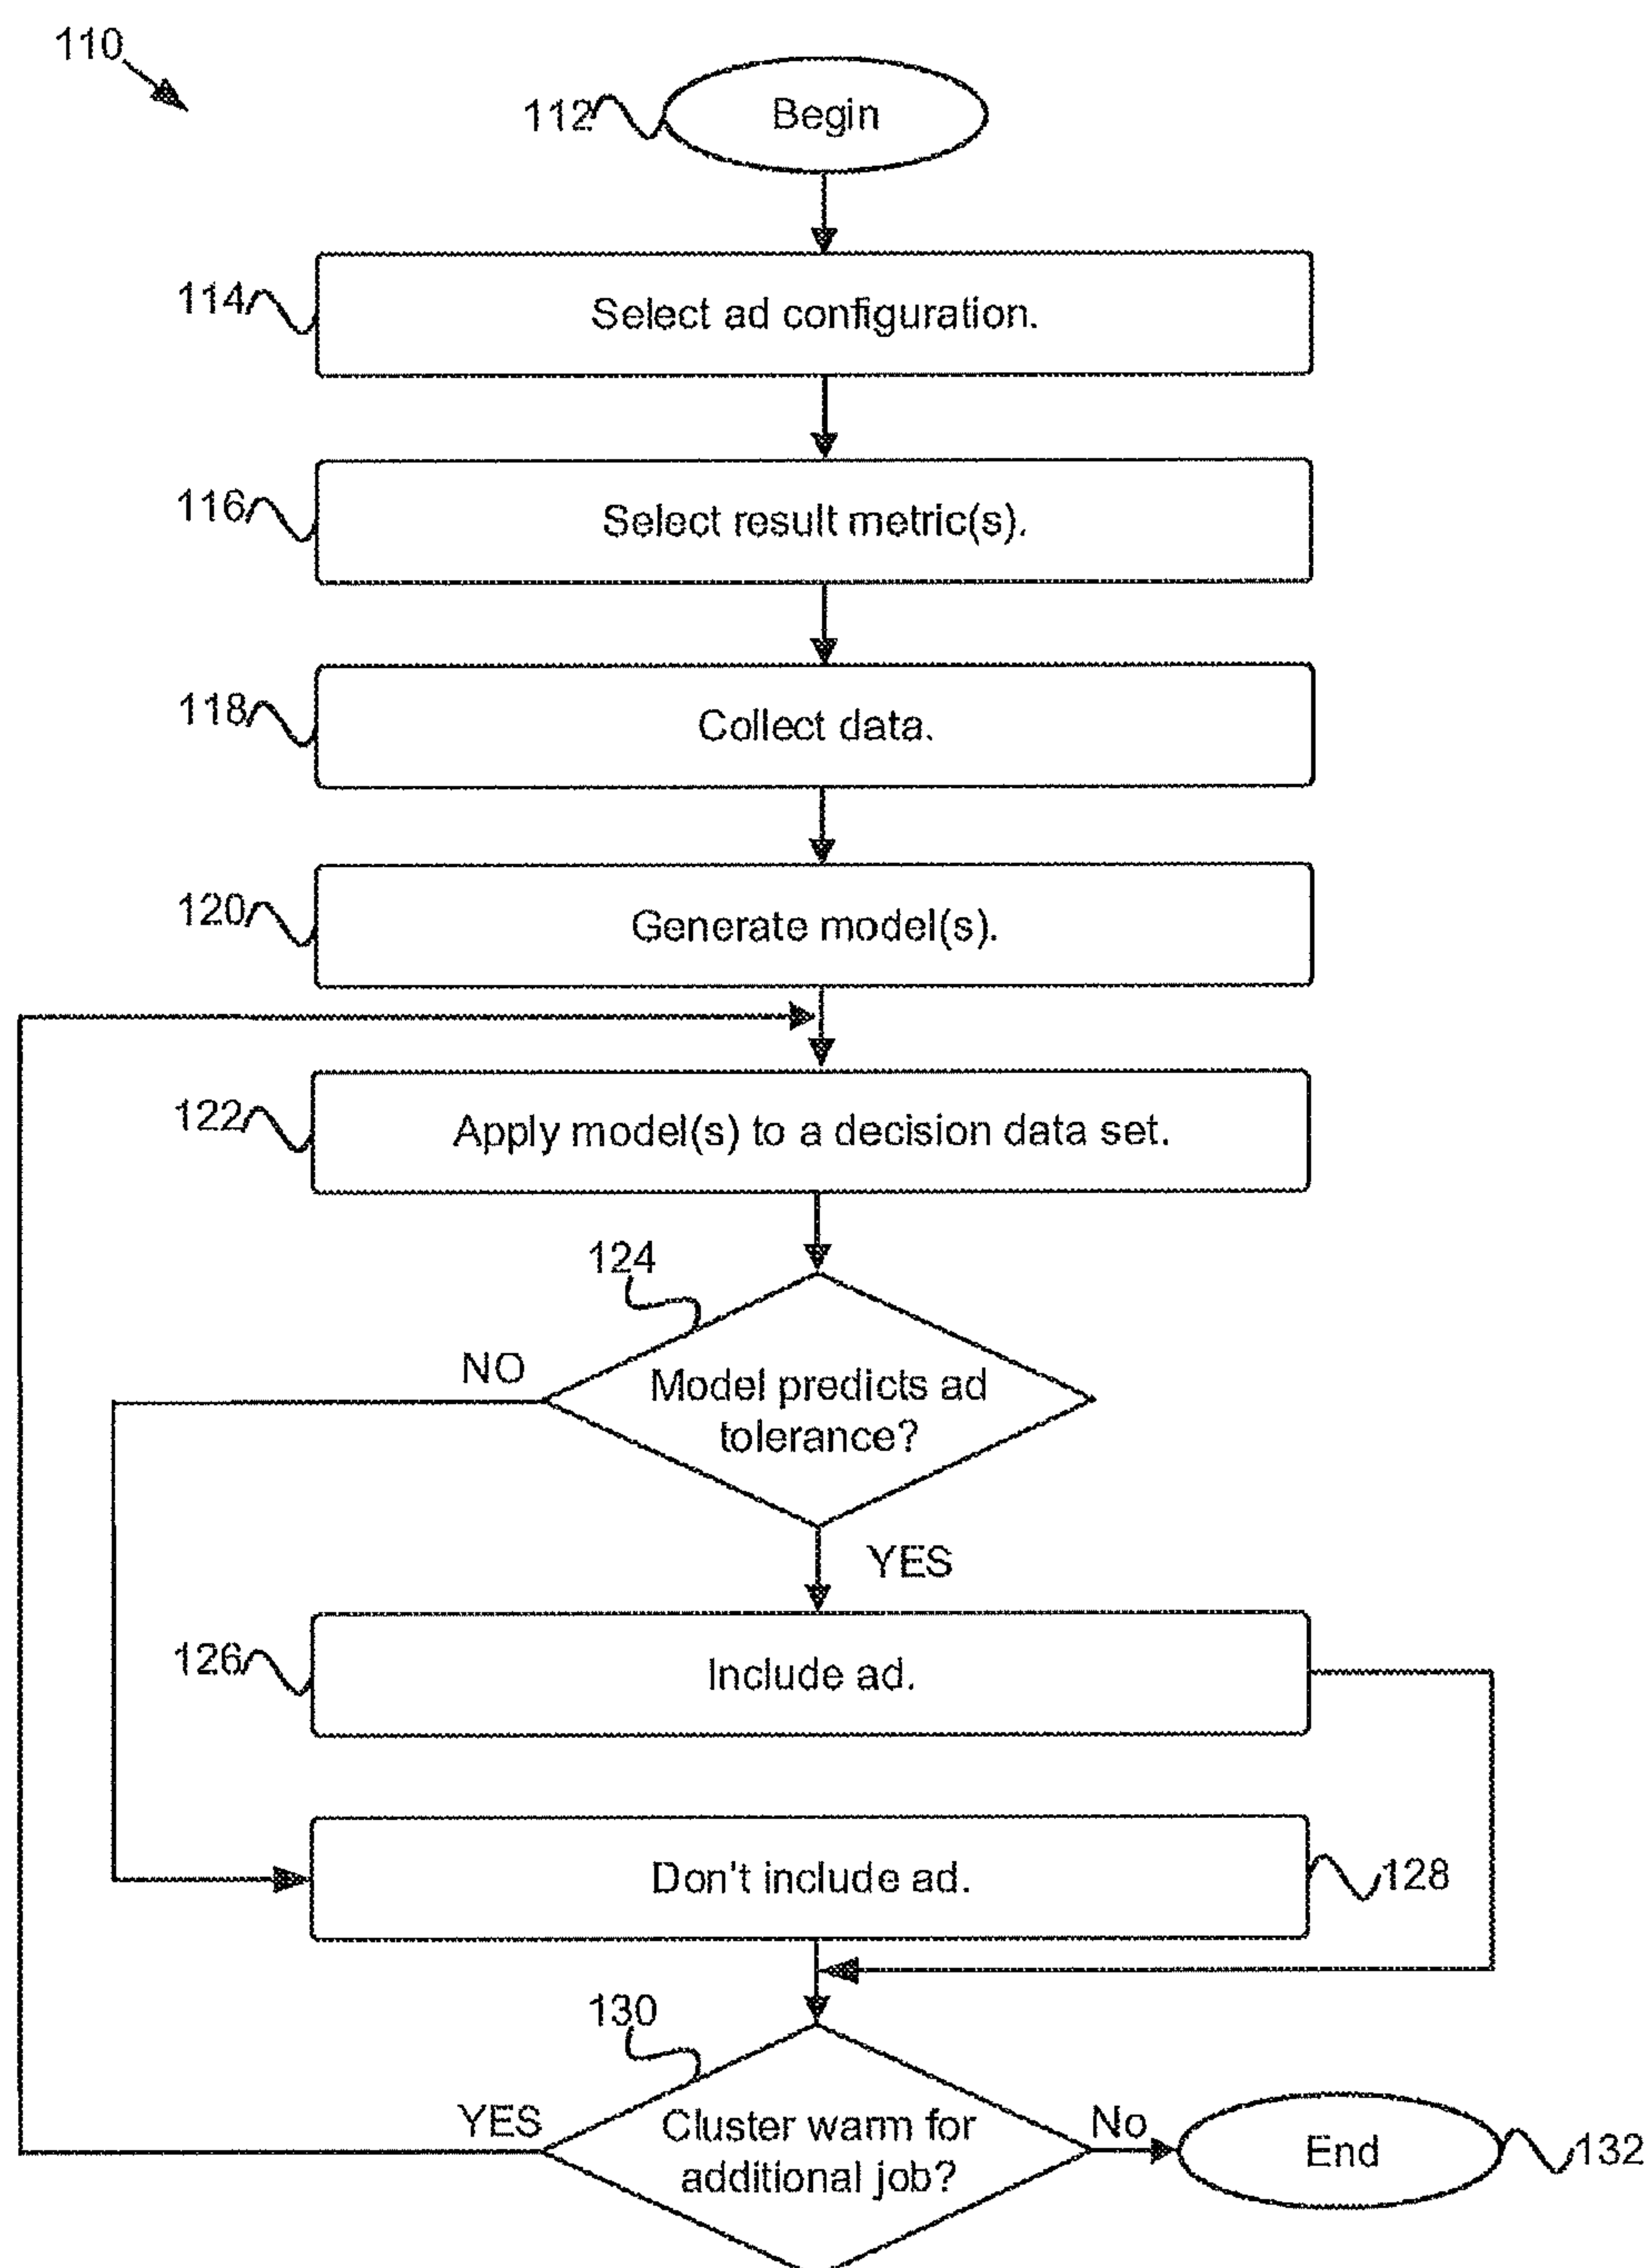 110
112
Begin
114
Select ad configuration.
116
Select result metric(s).
118
Collect data.
120
Generate model(s).
122
Apply model(s) to a decision data set.
124
NO
Model predicts ad
tolerance?
YES
126
Include ad.
Don't include ad.
128
130
YES
Cluster warm for
additional job?
No
End
132